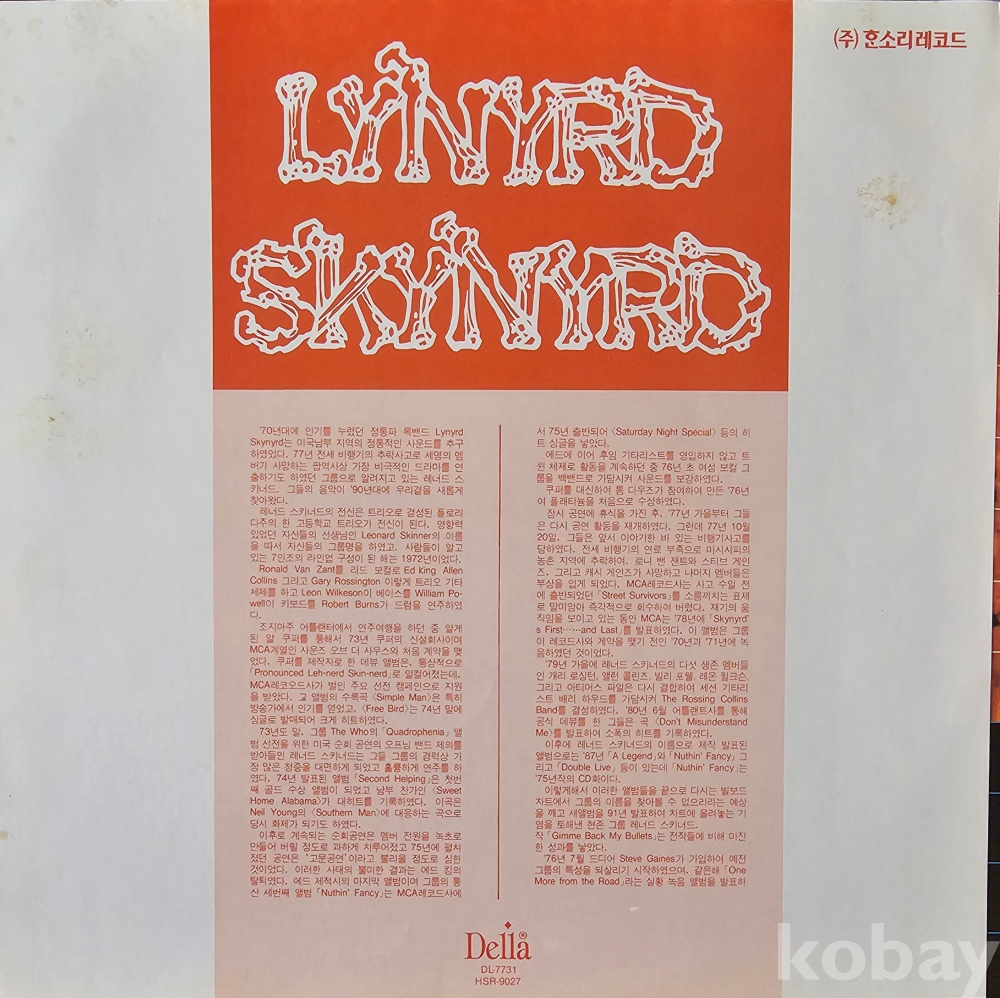 (주) 한소리레코드
LYNYRD
SKYNYRD
'70년대에 인기를 누렸던 정통파 록밴드 Lynyrd
Skynyrd는 미국남부 지역의 정통적인 사운드를 추구
하였었다. 77년 전세 비행기의 추락사고로 세명의 멤
버가 사망하는 팝역사상 가장 비극적인 드라마를 연
출하기도 하였던 그룹으로 알려지고 있는 레너드 스
키너드. 그들의 음악이 '90년대에 우리곁을 새롭게
찾아왔다.
레너드 스키너드의 전신은 트리오로 결성된 플로리
다주의 한 고등학교 트리오가 전신이 된다. 영향력
있었던 자신들의 선생님인 Leonard Skinner의 이름
을 따서 자신들의 그룹명을 하였고, 사람들이 알고
있는 7인조의 라인업 구성이 된 해는 1972년이었다.
Ronald Van Zant를 리드 보컬로 Ed King Allen
Collins 그리고 Gary Rossington 이렇게 트리오 기타
체제를 하고 Leon Wilkeson이 베이스를 William Po-
well이 키보드를 Robert Burns가 드럼을 연주하였
다.
조지아주 어틀랜터에서 연주여행을 하던 중 알게
된 알 쿠퍼를 통해서 73년 쿠퍼의 신설회사이며
MCA계열인 사운즈 오브 더 사우스와 처음 계약을 맺
었다. 쿠퍼를 제작자로 한 데뷔 앨범은, 통상적으로
「Pronounced Leh-nerd Skin-nerd」로 일컬어졌는데,
MCA레코오드사가 벌인 주요 선전 캠페인으로 지원
을 받았다. 그 앨범의 수록곡 〈Simple Man〉은 특히
방송가에서 인기를 얻었고, 〈Free Bird〉는 74년 말에
싱글로 발매되어 크게 히트하였다.
73년도 말, 그룹 The Who의 「Quadrophenia」 앨
범 선전을 위한 미국 순회 공연의 오프닝 밴드 제의를
받아들인 레너드 스키너드는 그들 그룹의 경력상 가
장 많은 청중을 대면하게 되었고 훌륭하게 연주를 하
였다. 74년 발표된 앨범 「Second Helping」은 첫번
째 골드 수상 앨범이 되었고 남부 찬가인 〈Sweet
Home Alabama〉가 대히트를 기록하였다. 이곡은
Neil Young의 〈Southern Man〉에 대응하는 곡으로
당시 화제가 되기도 하였다.
이후로 계속되는 순회공연은 멤버 전원을 녹초로
만들어 버릴 정도로 과하게 치루어졌고 75년에 펼쳐
졌던 공연은 '고문공연'이라고 불리울 정도로 심한
것이었다. 이러한 사태의 불미한 결과는 에드 킹의
탈퇴였다. 에드 재적시의 마지막 앨범이며 그룹의 통
산 세번째 앨범 「Nuthin' Fancy」는 MCA레코드사에
서 75년 출반되어 〈Saturday Night Special〉 등의 히
트 싱글을 낳았다.
에드에 이어 후임 기타리스트를 영입하지 않고 트
윈 체제로 활동을 계속하던 중 76년 초 여성 보컬 그
룹을 백밴드로 가담시켜 사운드를 보강하였다.
쿠퍼를 대신하여 톰 다우즈가 참여하여 만든 '76년
여 플래티늄을 처음으로 수상하였다.
잠시 공연에 휴식을 가진 후, '77년 가을부터 그들
은 다시 공연 활동을 재개하였다. 그런데 77년 10월
20일, 그들은 앞서 이야기한 바 있는 비행기사고를
당하였다. 전세 비행기의 연료 부족으로 미시시피의
농촌 지역에 추락하여, 로니 밴 잰트와 스티브 게인
즈, 그리고 캐시 게인즈가 사망하고 나머지 멤버들은
부상을 입게 되었다. MCA레코드사는 사고 수일 전
에 출반되었던 「Street Survivors」를 소름끼치는 표제
로 말미암아 즉각적으로 회수하여 버렸다. 재기의 움
직임을 보이고 있는 동안 MCA는 '78년에 「Skynyrd'
s First……and Last」를 발표하였다. 이 앨범은 그룹
이 레코드사와 계약을 맺기 전인 '70년과 '71년에 녹
음하였던 것이었다.
'79년 가을에 레너드 스키너드의 다섯 생존 멤버들
인 개리 로싱턴, 앨런 콜린즈, 빌리 포웰, 레온 윌크슨,
그리고 아티머스 파일은 다시 결합하여 세션 기타리
스트 배리 하우드를 가담시켜 The Rossing Collins
Band를 결성하였다. '80년 6월 어틀랜트사를 통해
공식 데뷔를 한 그들은 곡 〈Don't Misunderstand
Me〉를 발표하여 소폭의 히트를 기록하였다.
이후에 레너드 스키너드의 이름으로 제작 발표된
앨범으로는 '87년 「A Legend」와 「Nuthin' Fancy」 그
리고 「Double Live」 등이 있는데 「Nuthin' Fancy」는
'75년작의 CD화이다.
이렇게해서 이러한 앨범들을 끝으로 다시는 빌보드
차트에서 그룹의 이름을 찾아볼 수 없으리라는 예상
을 깨고 새앨범을 91년 발표하여 차트에 올려놓는 기
염을 토해낸 현존 그룹 레너드 스키너드.
작 「Gimme Back My Bullets」는 전작들에 비해 미진
한 성과를 낳았다.
'76년 7월 드디어 Steve Gaines가 가입하여 예전
그룹의 특성을 되살리기 시작하였으며, 같은해 「One
More from the Road」라는 실황 녹음 앨범을 발표하
Della®
DL-7731
HSR-9027
kobay